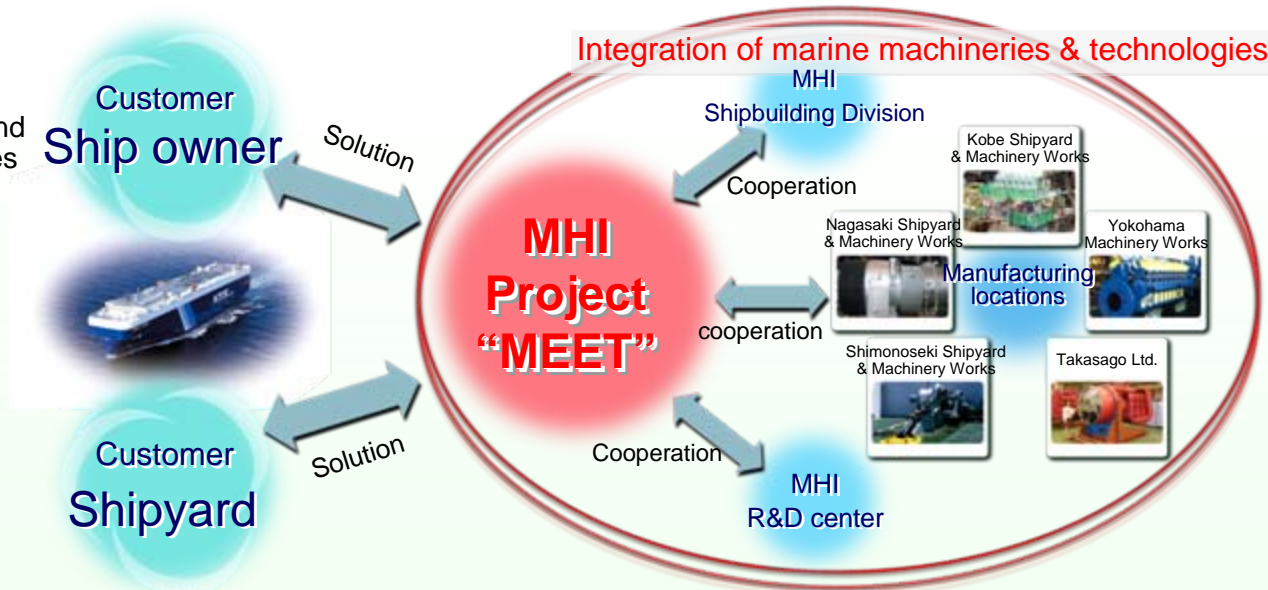 Integration of marine machineries & technologies
Customer
Ship owner
Solution
Customer
Shipyard
Solution
MHI
Project
“MEET”
MHI
Shipbuilding Division
Cooperation
cooperation
Cooperation
Kobe Shipyard
& Machinery Works
Nagasaki Shipyard
& Machinery Works
Yokohama
Machinery Works
Manufacturing
locations
Shimonoseki Shipyard
& Machinery Works
Takasago Ltd.
MHI
R&D center